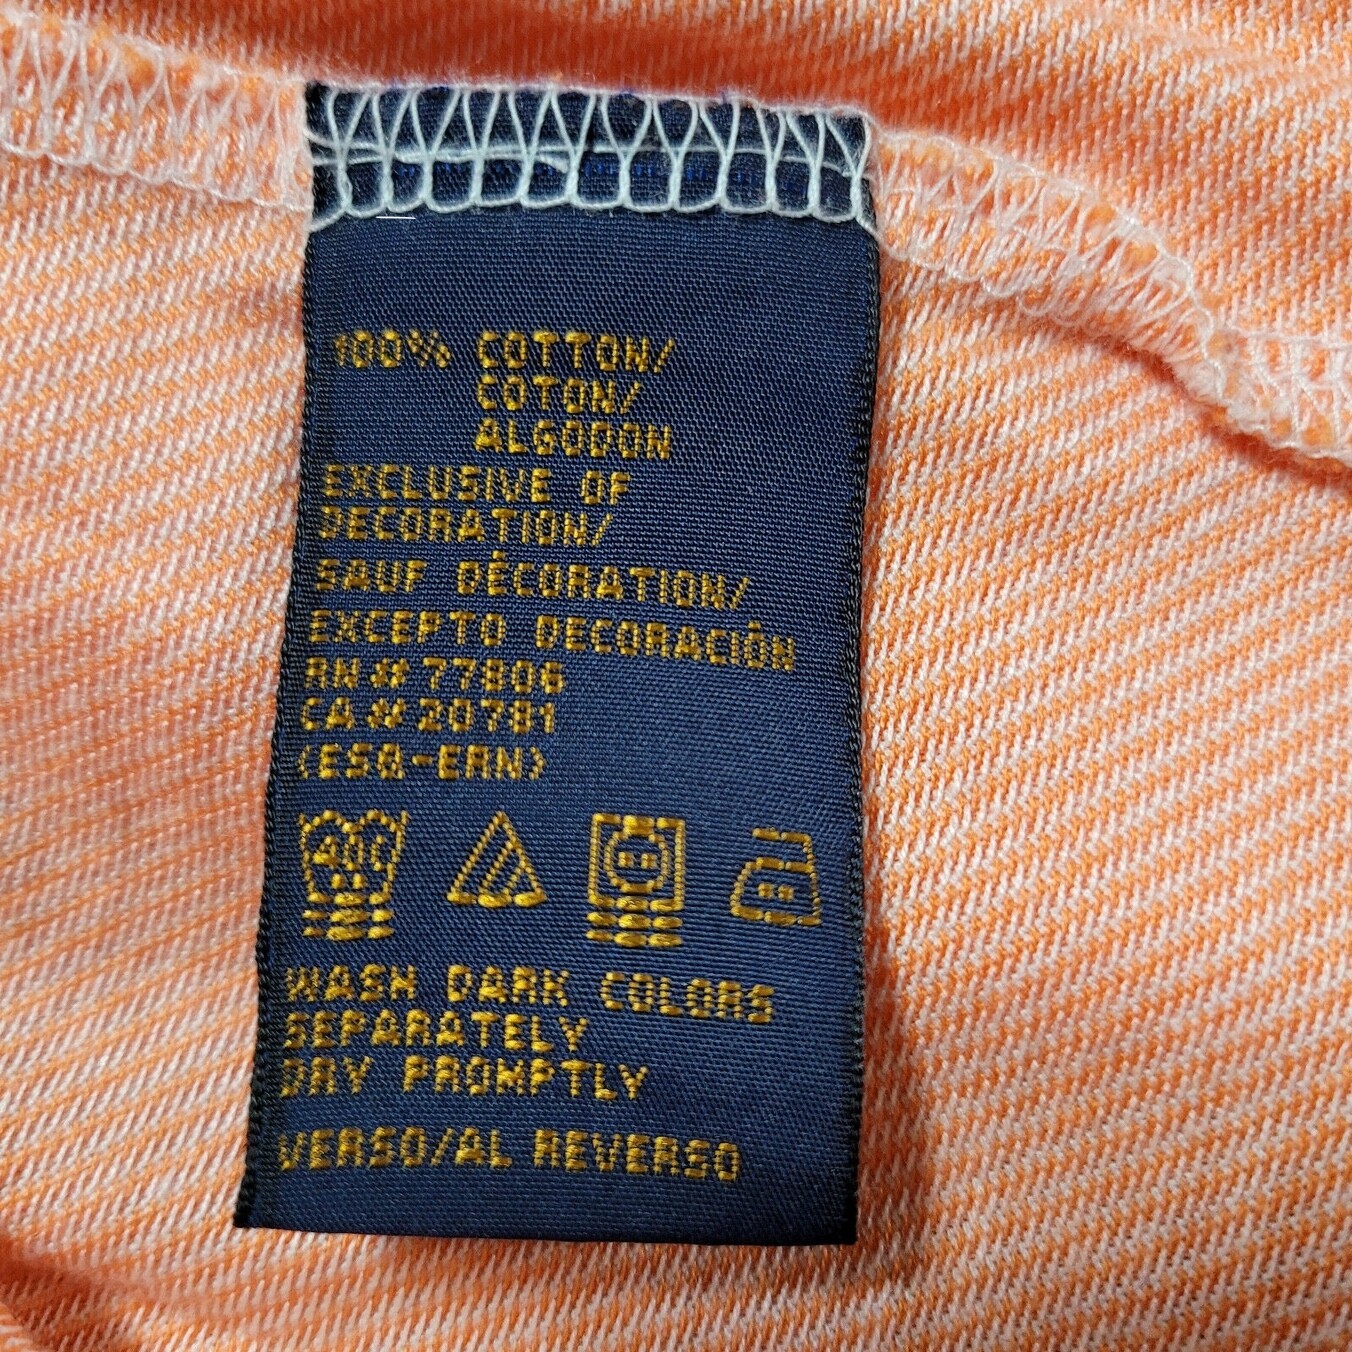 100% COTTON/
COTON/
ALGODON
EXCLUSIVE OF
DECORATION/
SAUF DÉCORATION/
EXCEPTO DECORACIÓN
RN # 77806
CA # 20781
(ESQ-ERN)
40C
WASH DARK COLORS
SEPARATELY
DRY PROMPTLY
VERSO/AL REVERSO